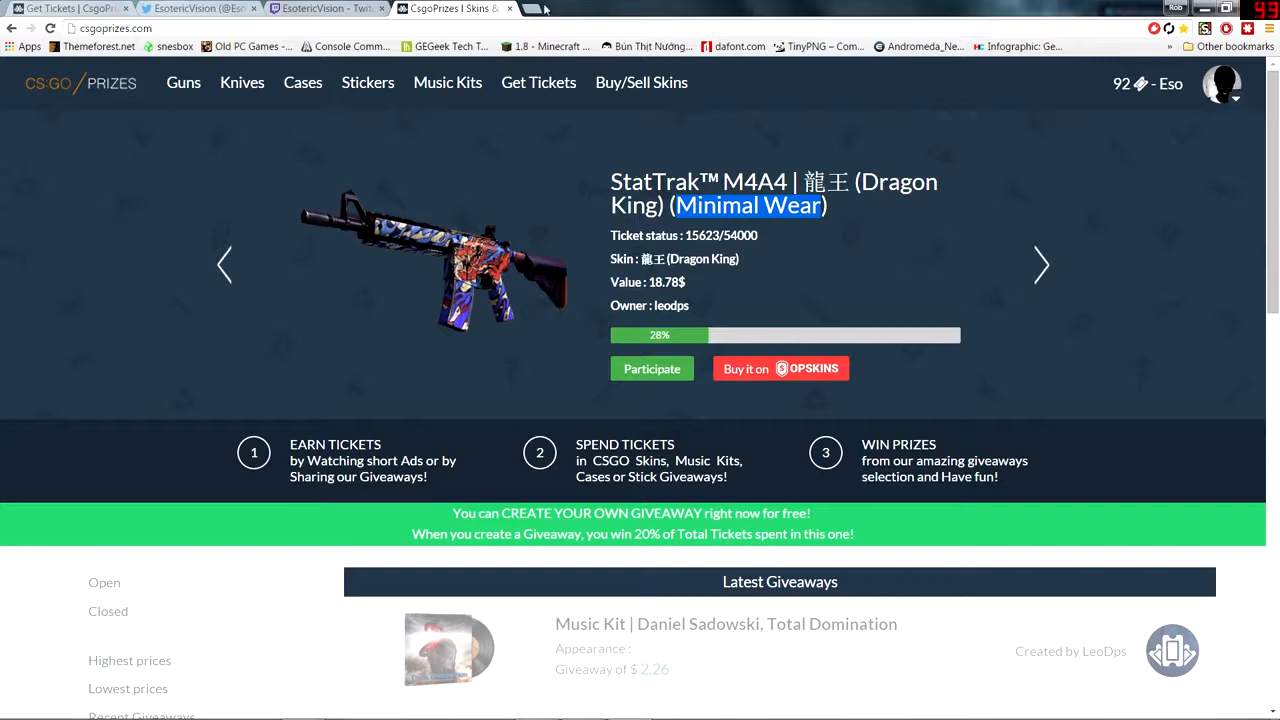 Get Tickets | CsgoPri
EsotericVision (@Eso
EsotericVision - Twit
CsgoPrizes | Skins &
Rob
49
csgoprizes.com
Apps
Themeforest.net
snesbox
Old PC Games -...
Console Comm...
GEGeek Tech T...
1.8 - Minecraft ...
Bún Thịt Nướng...
dafont.com
TinyPNG – Com...
Andromeda_Ne...
Infographic: Ge...
»
Other bookmarks
CS:GO/PRIZES
Guns
Knives
Cases
Stickers
Music Kits
Get Tickets
Buy/Sell Skins
92 - Eso
StatTrak™ M4A4 | 龍王 (Dragon
King) (Minimal Wear)
Ticket status : 15623/54000
Skin : 龍王 (Dragon King)
Value : 18.78$
Owner : leodps
28%
Participate
Buy it on OPSKINS
1
EARN TICKETS
by Watching short Ads or by
Sharing our Giveaways!
2
SPEND TICKETS
in CSGO Skins, Music Kits,
Cases or Stick Giveaways!
3
WIN PRIZES
from our amazing giveaways
selection and Have fun!
You can CREATE YOUR OWN GIVEAWAY right now for free!
When you create a Giveaway, you win 20% of Total Tickets spent in this one!
Open
Closed
Highest prices
Lowest prices
Recent Giveaways
Latest Giveaways
Music Kit | Daniel Sadowski, Total Domination
Appearance :
Giveaway of $ 2.26
Created by LeoDps